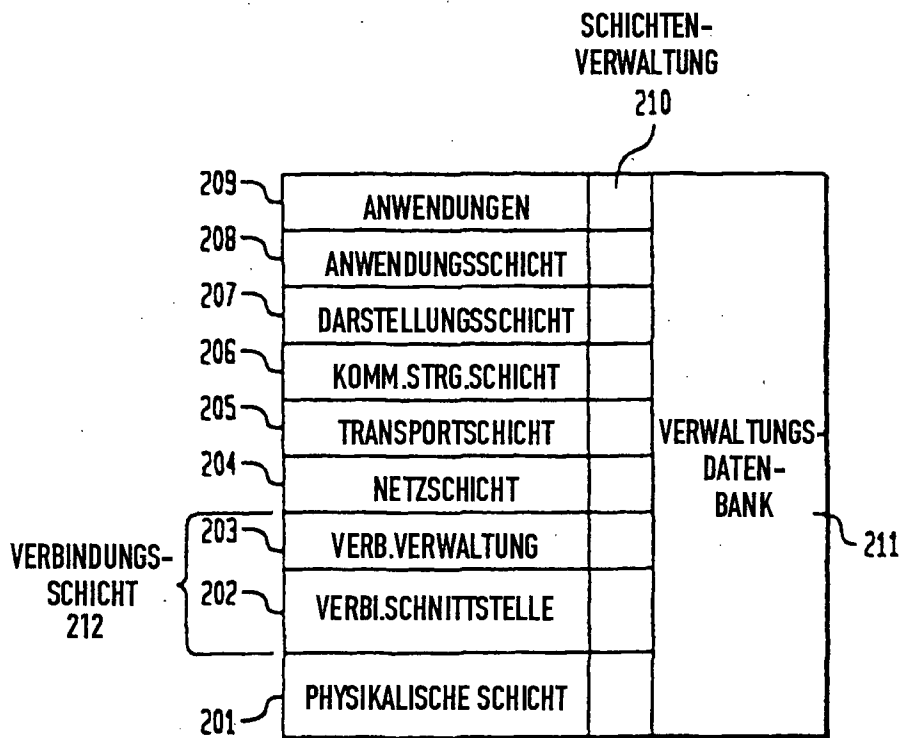 SCHICHTEN-
VERWALTUNG
210
209
ANWENDUNGEN
208
ANWENDUNGSSCHICHT
207
DARSTELLUNGSSCHICHT
206
KOMM.STRG.SCHICHT
205
TRANSPORTSCHICHT
204
NETZSCHICHT
203
VERB.VERWALTUNG
202
VERBI.SCHNITTSTELLE
201
PHYSIKALISCHE SCHICHT
VERBINDUNGS-
SCHICHT
212
VERWALTUNGS-
DATEN-
BANK
211